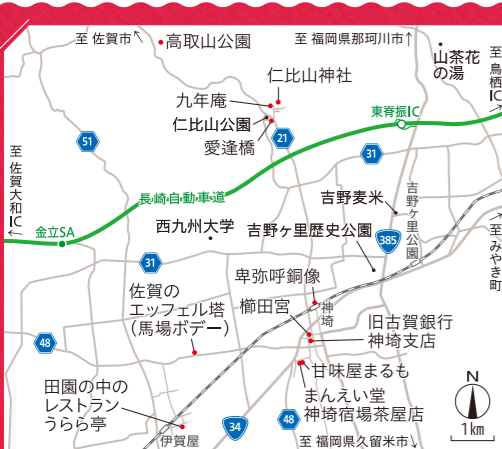 至 佐賀市↖
高取山公園
至 福岡県那珂川市↑
山茶花
の湯
至 鳥栖IC→
仁比山神社
九年庵
仁比山公園
愛逢橋
東脊振IC
51
21
31
至 佐賀大和IC←
長崎自動車道
吉野麦米
吉野ヶ里公園
金立SA
西九州大学
吉野ヶ里歴史公園
385
→至 みやき町
31
卑弥呼銅像
佐賀の
エッフェル塔
（馬場ボデー）
神埼
櫛田宮
旧古賀銀行
神埼支店
48
甘味屋まるも
田園の中の
レストラン
うらら亭
まんえい堂
神埼宿場茶屋店
N
1km
伊賀屋
34
48
至 福岡県久留米市↘